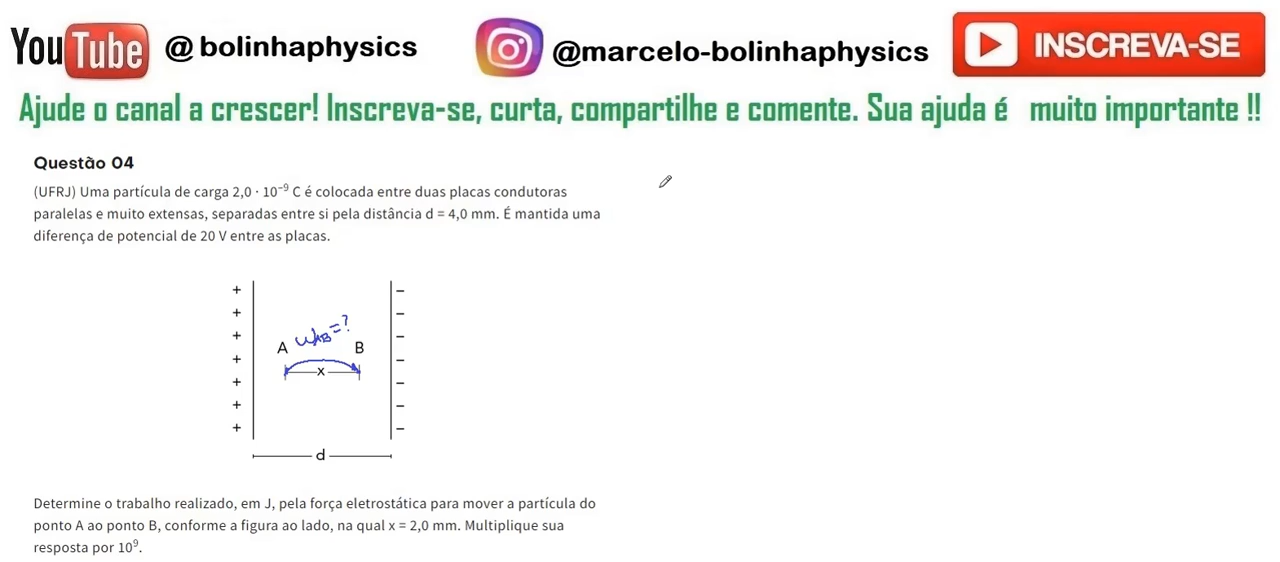 YouTube @bolinhaphysics @marcelo-bolinhaphysics INSCREVA-SE
Ajude o canal a crescer! Inscreva-se, curta, compartilhe e comente. Sua ajuda é muito importante !!
Questão 04
(UFRJ) Uma partícula de carga 2,0 · 10⁻⁹ C é colocada entre duas placas condutoras
paralelas e muito extensas, separadas entre si pela distância d = 4,0 mm. É mantida uma
diferença de potencial de 20 V entre as placas.
+ −
+ −
WAB=?
+ −
A B
+ −
x
+ −
+ −
+ −
d
Determine o trabalho realizado, em J, pela força eletrostática para mover a partícula do
ponto A ao ponto B, conforme a figura ao lado, na qual x = 2,0 mm. Multiplique sua
resposta por 10⁹.